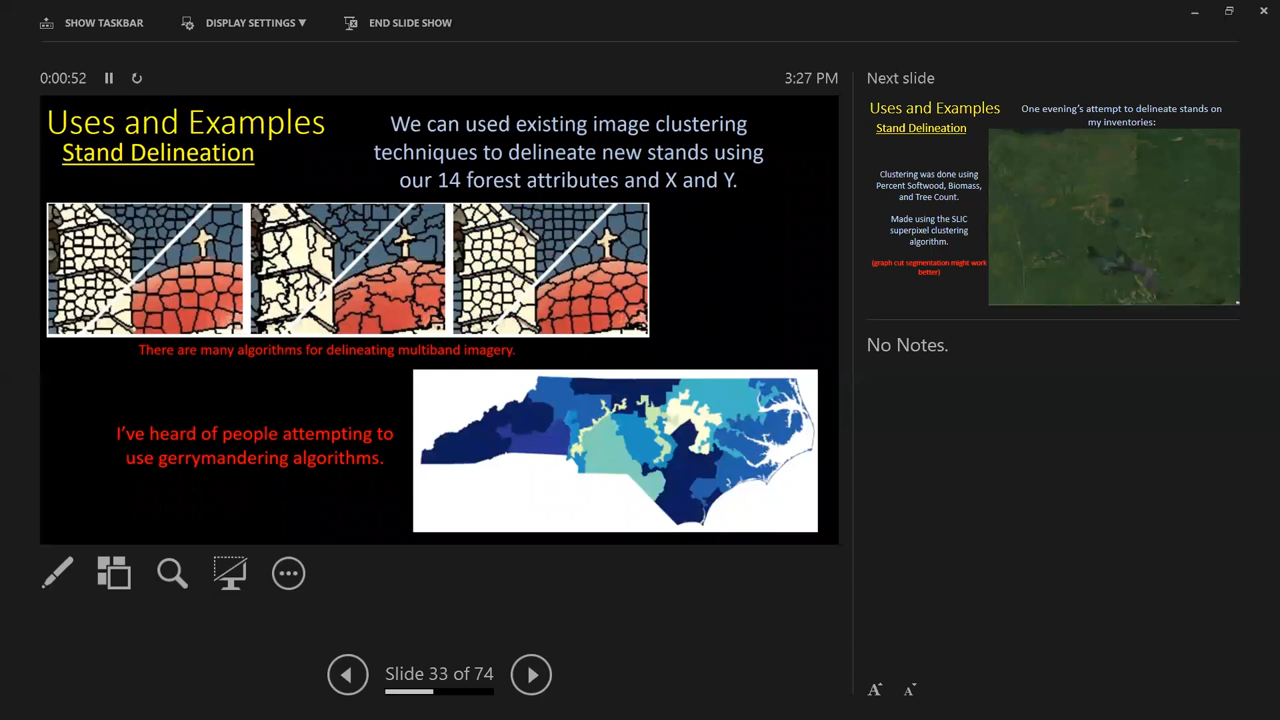 SHOW TASKBAR
DISPLAY SETTINGS ▼
END SLIDE SHOW
0:00:52
3:27 PM
Uses and Examples
Stand Delineation
We can used existing image clustering
techniques to delineate new stands using
our 14 forest attributes and X and Y.
There are many algorithms for delineating multiband imagery.
I've heard of people attempting to
use gerrymandering algorithms.
Slide 33 of 74
Next slide
Uses and Examples
Stand Delineation
One evening's attempt to delineate stands on
my inventories:
Clustering was done using
Percent Softwood, Biomass,
and Tree Count.
Made using the SLIC
superpixel clustering
algorithm.
(graph cut segmentation might work
better)
No Notes.
A A